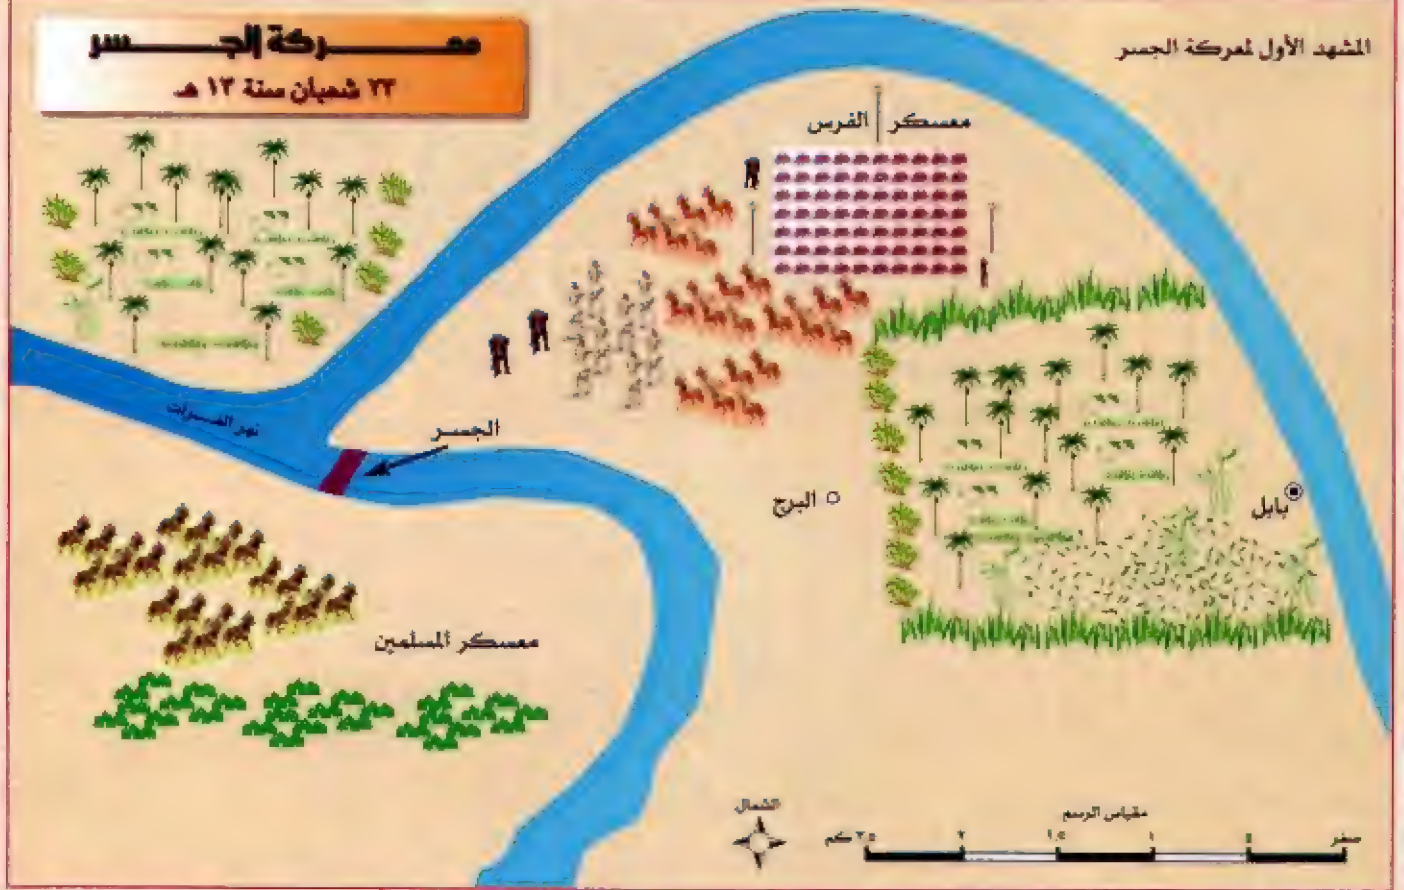 معركة الجسر
٢٣ شعبان سنة ١٣ هـ
المشهد الأول لمعركة الجسر
معسكر الفرس
نهر الفرات
الجسر
البرج
بابل
معسكر المسلمين
الشمال
مقياس الرسم
صفر
١
١,٥
٢
٢,٥ كم